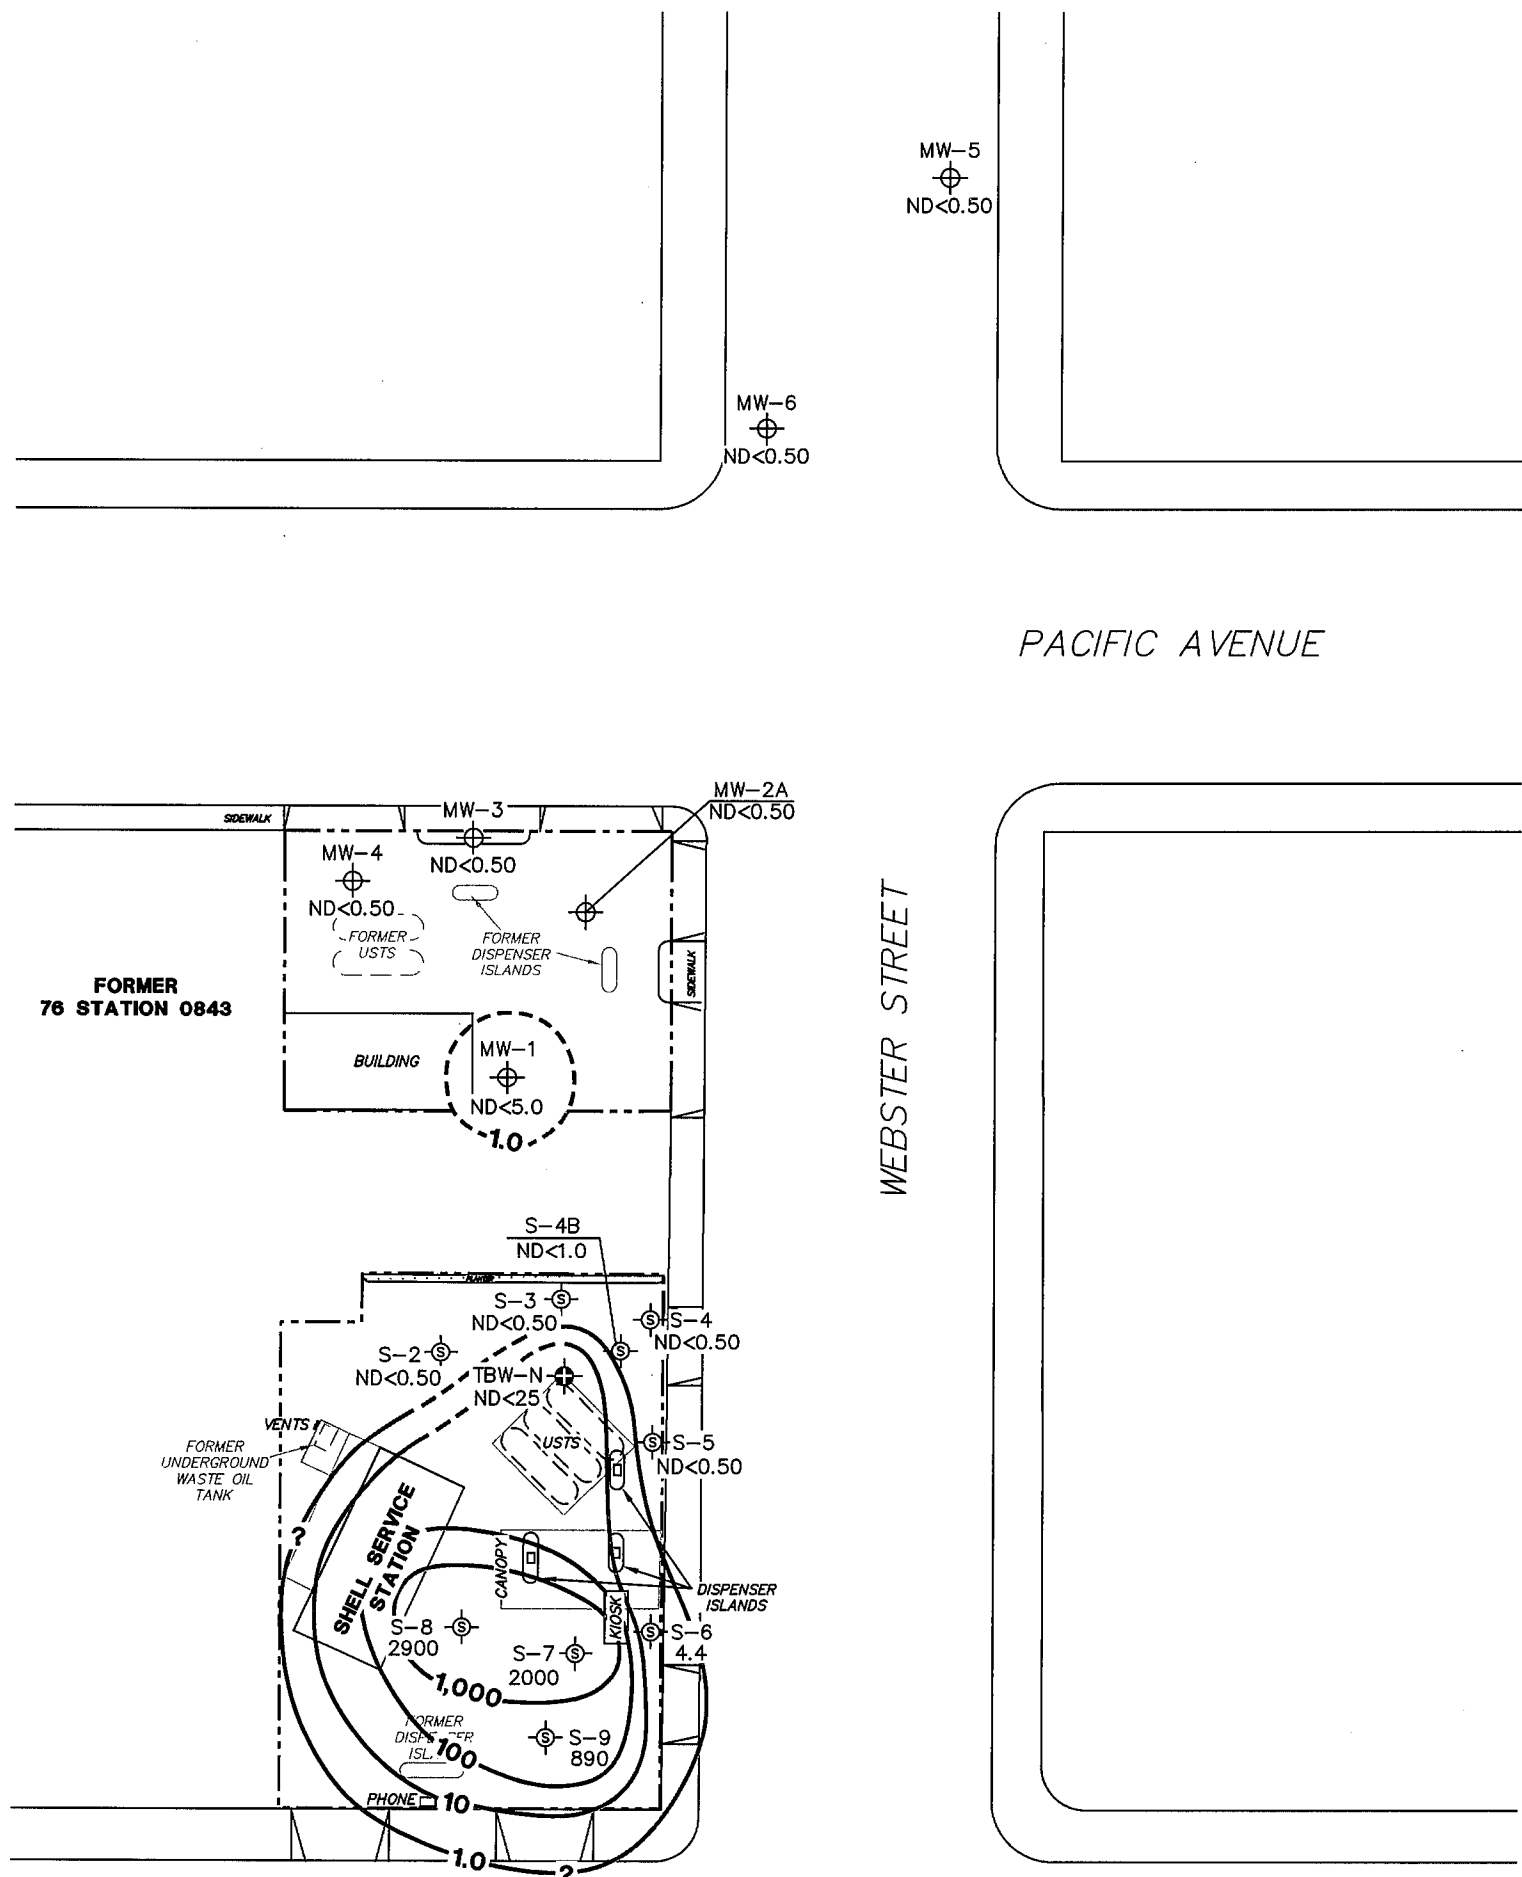 MW-5
ND<0.50
MW-6
ND<0.50
PACIFIC AVENUE
MW-2A
ND<0.50
SIDEWALK
MW-3
ND<0.50
MW-4
ND<0.50
FORMER
USTS
FORMER
DISPENSER
ISLANDS
SIDEWALK
FORMER
76 STATION 0843
BUILDING
MW-1
ND<5.0
1.0
WEBSTER STREET
S-4B
ND<1.0
PLANTER
S-3
ND<0.50
S-4
ND<0.50
S-2
ND<0.50
TBW-N
ND<25
VENTS
FORMER
UNDERGROUND
WASTE OIL
TANK
USTS
S-5
ND<0.50
?
SHELL SERVICE
STATION
CANOPY
DISPENSER
ISLANDS
KIOSK
S-8
2900
S-7
2000
S-6
4.4
1,000
FORMER
DISPENSER
ISL.
100
S-9
890
PHONE
10
1.0
?